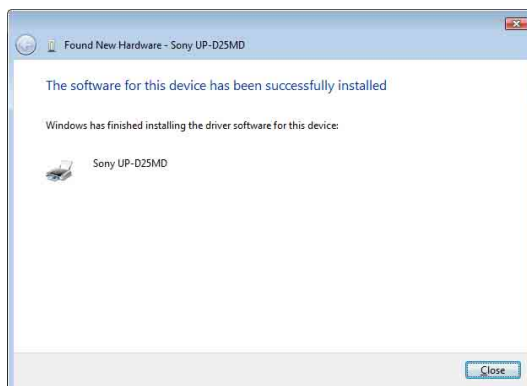 Found New Hardware - Sony UP-D25MD
The software for this device has been successfully installed
Windows has finished installing the driver software for this device:
Sony UP-D25MD
Close